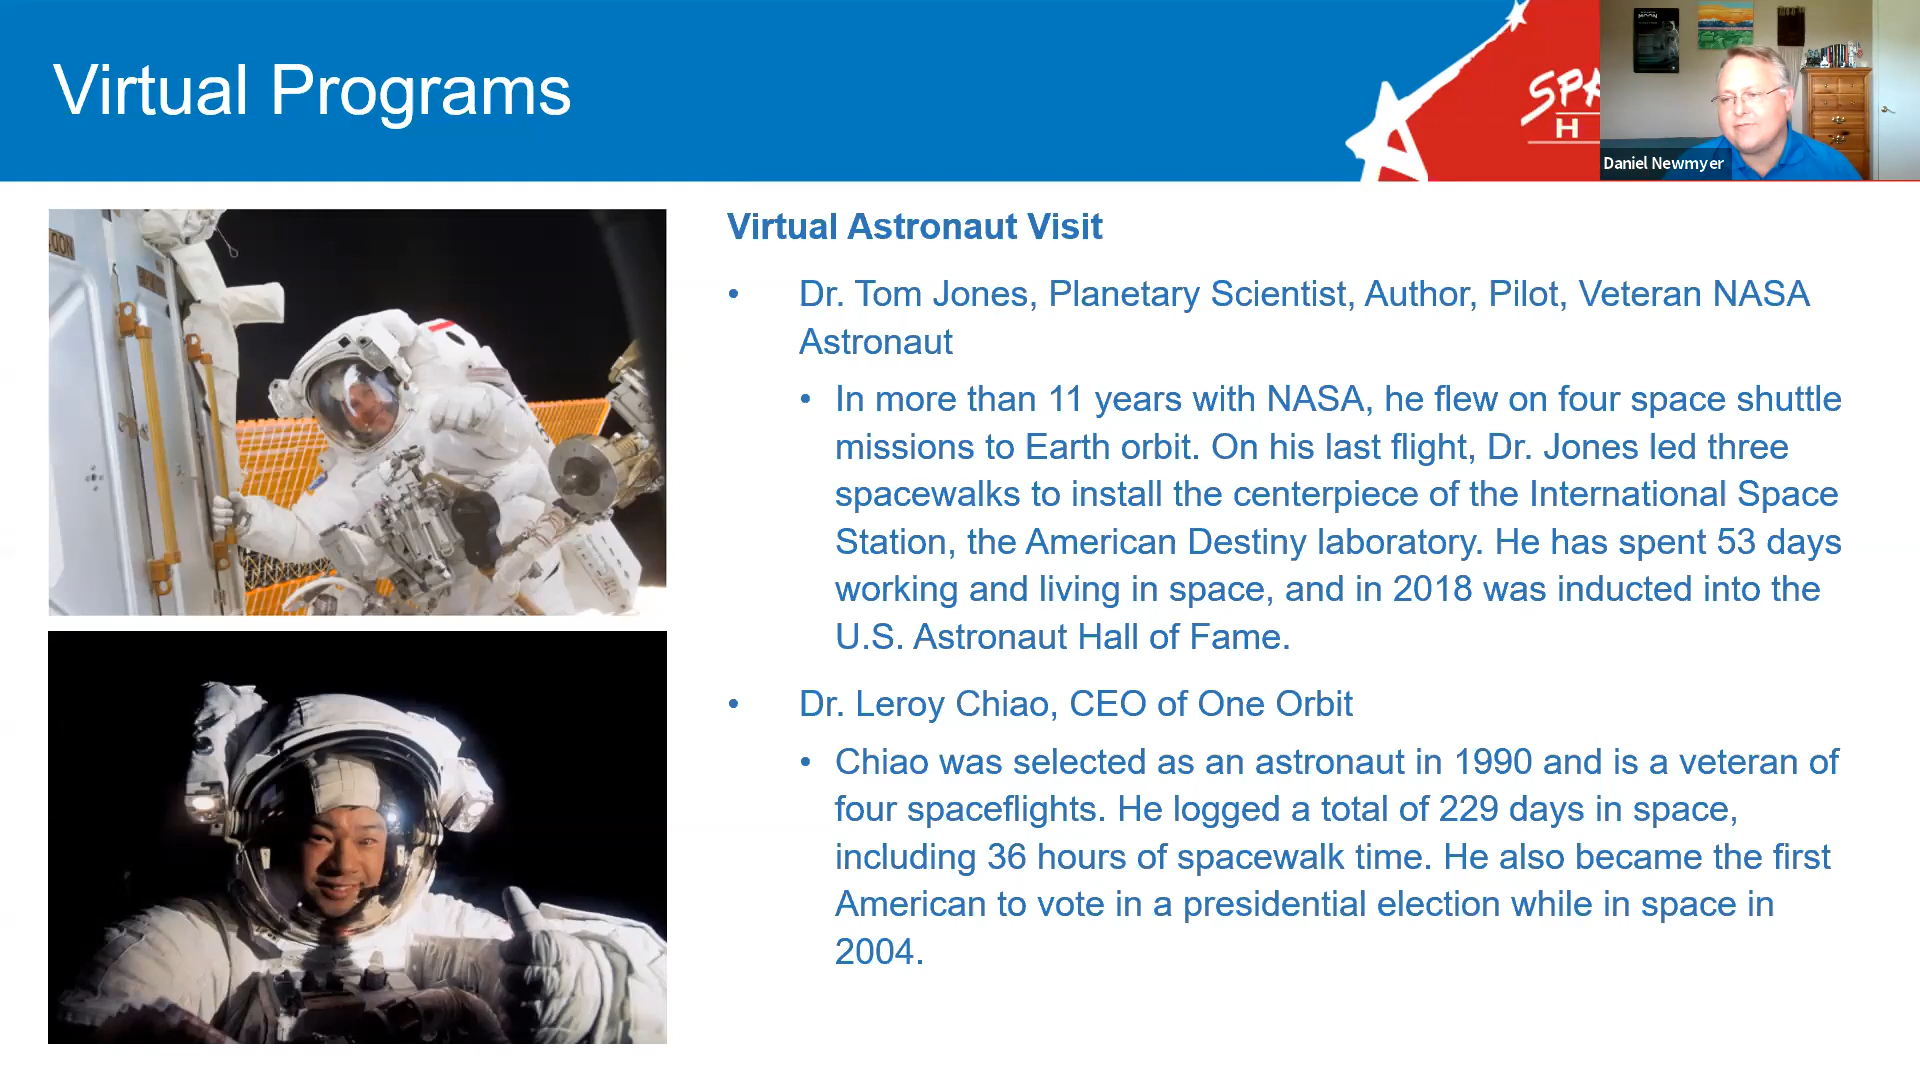 Virtual Programs
SPA
H
MOON
Daniel Newmyer
Virtual Astronaut Visit
• Dr. Tom Jones, Planetary Scientist, Author, Pilot, Veteran NASA
Astronaut
• In more than 11 years with NASA, he flew on four space shuttle
missions to Earth orbit. On his last flight, Dr. Jones led three
spacewalks to install the centerpiece of the International Space
Station, the American Destiny laboratory. He has spent 53 days
working and living in space, and in 2018 was inducted into the
U.S. Astronaut Hall of Fame.
• Dr. Leroy Chiao, CEO of One Orbit
• Chiao was selected as an astronaut in 1990 and is a veteran of
four spaceflights. He logged a total of 229 days in space,
including 36 hours of spacewalk time. He also became the first
American to vote in a presidential election while in space in
2004.